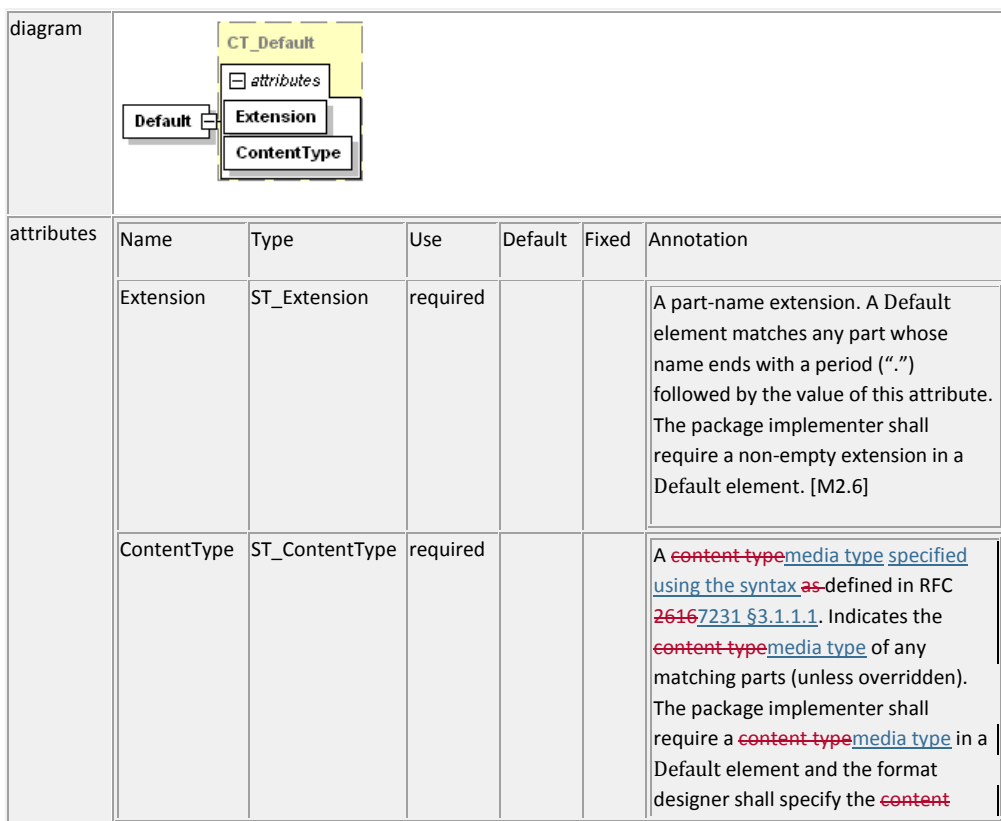 diagram
CT_Default
attributes
Default
Extension
ContentType
attributes
Name Type Use Default Fixed Annotation
Extension ST_Extension required
A part-name extension. A Default
element matches any part whose
name ends with a period (“.”)
followed by the value of this attribute.
The package implementer shall
require a non-empty extension in a
Default element. [M2.6]
ContentType ST_ContentType required
A content typemedia type specified
using the syntax as defined in RFC
26167231 §3.1.1.1. Indicates the
content typemedia type of any
matching parts (unless overridden).
The package implementer shall
require a content typemedia type in a
Default element and the format
designer shall specify the content